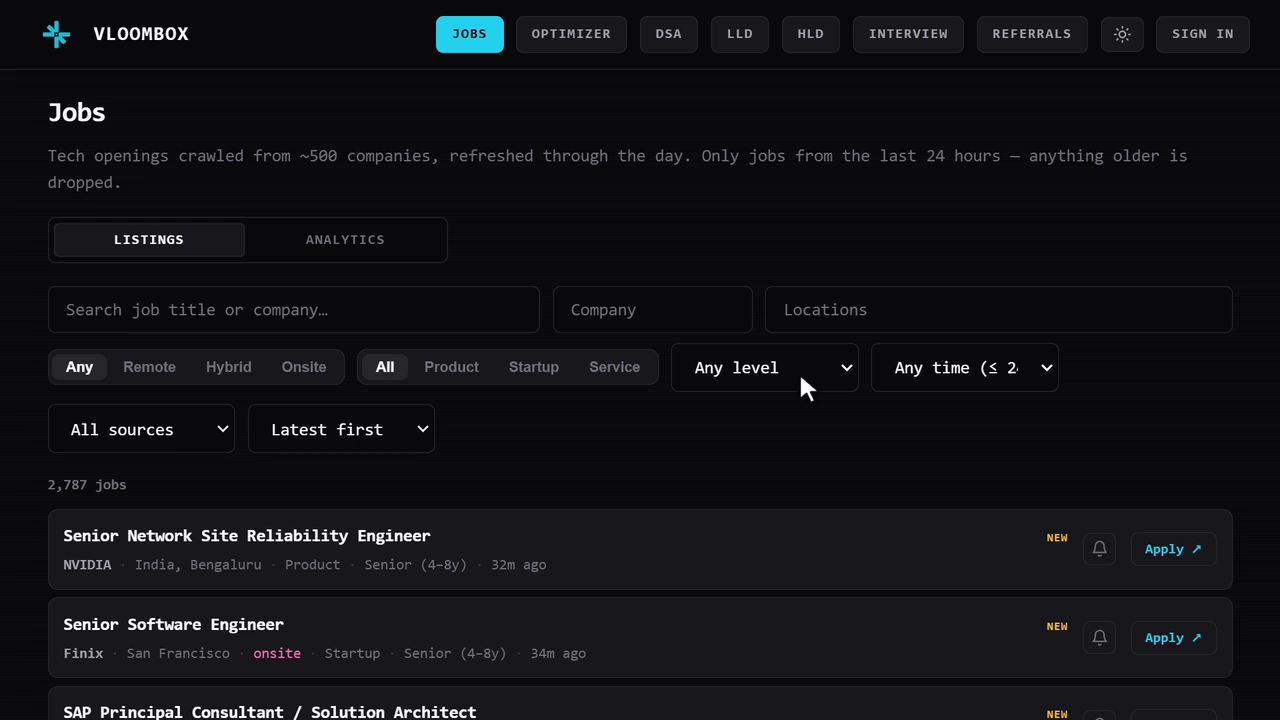 VLOOMBOX
JOBS
OPTIMIZER
DSA
LLD
HLD
INTERVIEW
REFERRALS
SIGN IN
Jobs
Tech openings crawled from ~500 companies, refreshed through the day. Only jobs from the last 24 hours — anything older is
dropped.
LISTINGS
ANALYTICS
Search job title or company…
Company
Locations
Any
Remote
Hybrid
Onsite
All
Product
Startup
Service
Any level
Any time (≤
All sources
Latest first
2,787 jobs
Senior Network Site Reliability Engineer
NVIDIA · India, Bengaluru · Product · Senior (4–8y) · 32m ago
NEW
Apply ↗
Senior Software Engineer
Finix · San Francisco · onsite · Startup · Senior (4–8y) · 34m ago
NEW
Apply ↗
SAP Principal Consultant / Solution Architect
NEW